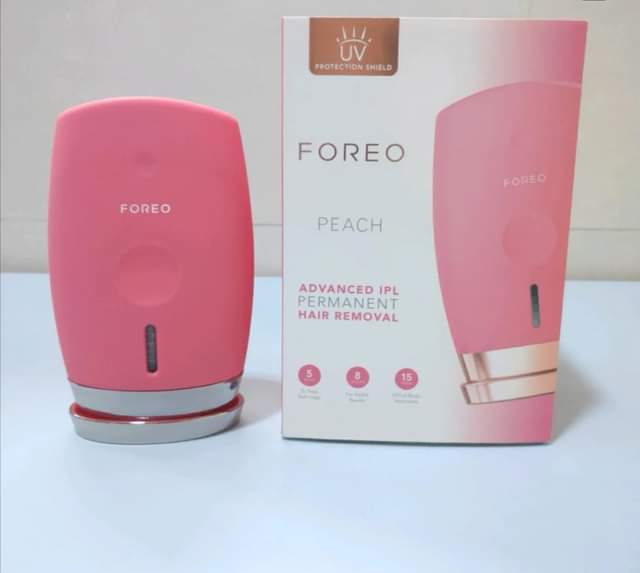 UV
PROTECTION SHIELD
FOREO
PEACH
ADVANCED IPL
PERMANENT
HAIR REMOVAL
5
8
15
FOREO
FOREO